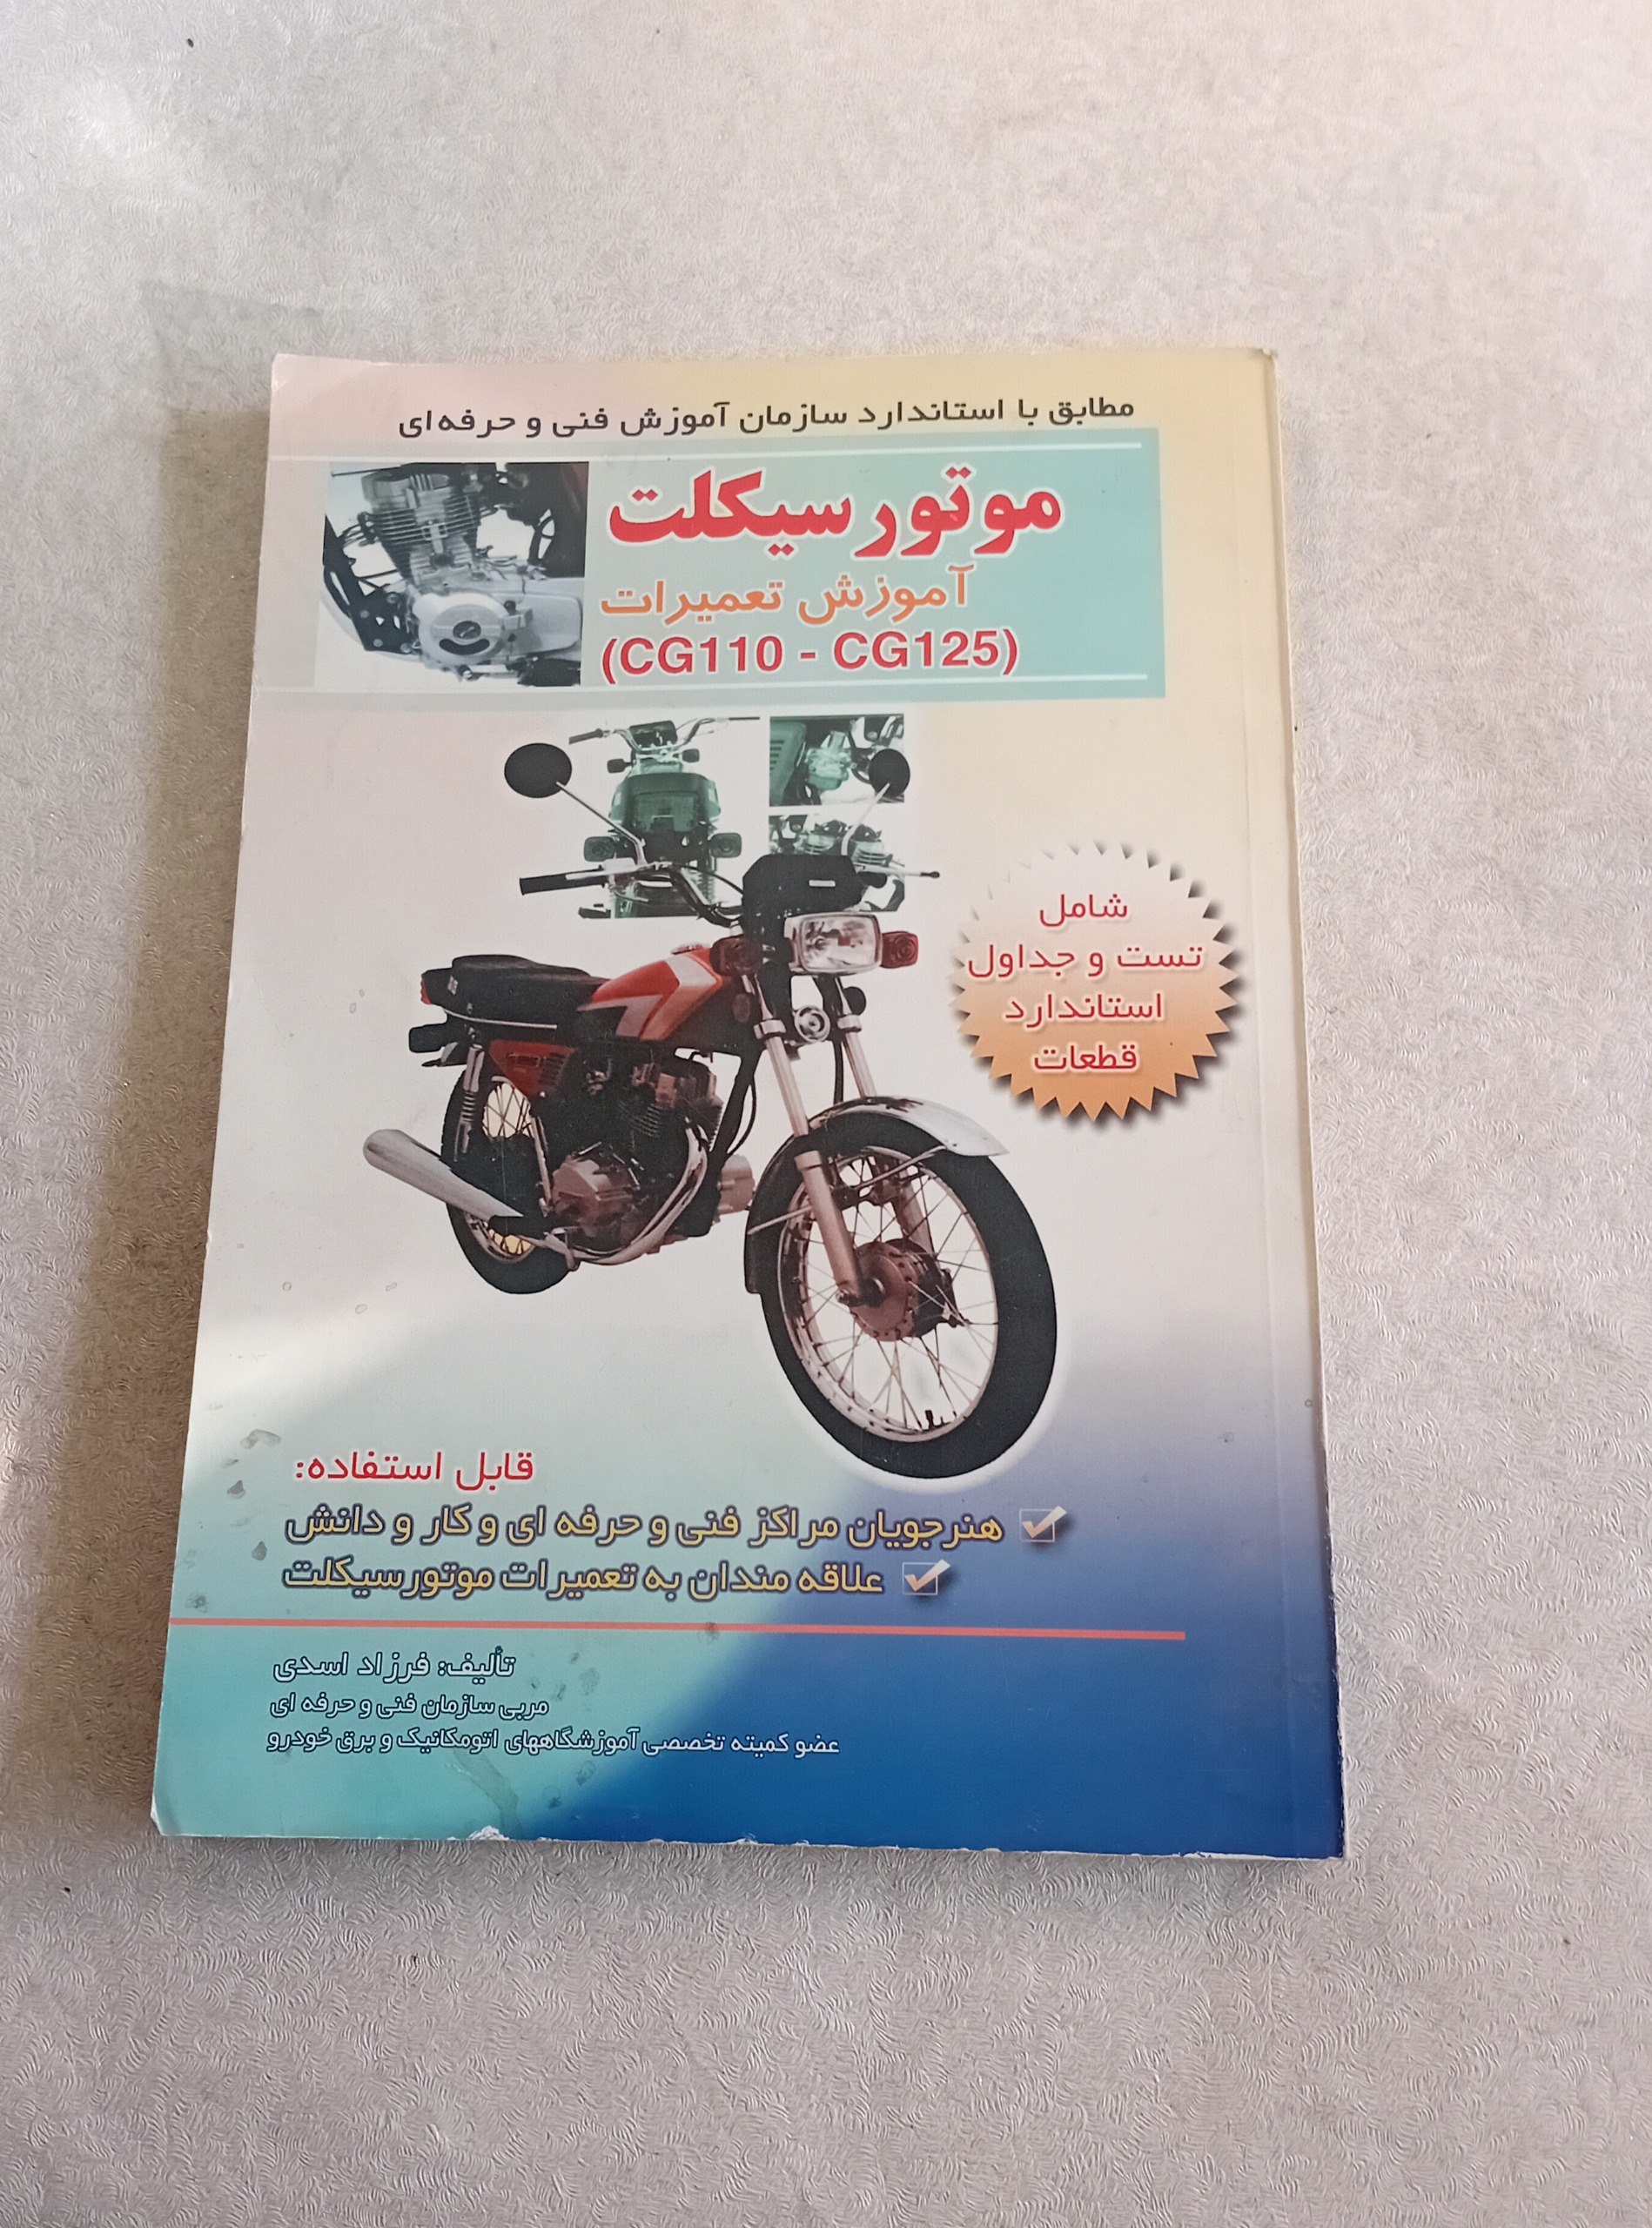 مطابق با استاندارد سازمان آموزش فنی و حرفه‌ای
موتور سیکلت
آموزش تعمیرات
(CG110 - CG125)
شامل
تست و جداول
استاندارد
قطعات
قابل استفاده:
هنرجویان مراکز فنی و حرفه ای و کار و دانش
علاقه مندان به تعمیرات موتورسیکلت
تألیف: فرزاد اسدی
مربی سازمان فنی و حرفه ای
عضو کمیته تخصصی آموزشگاههای اتومکانیک و برق خودرو